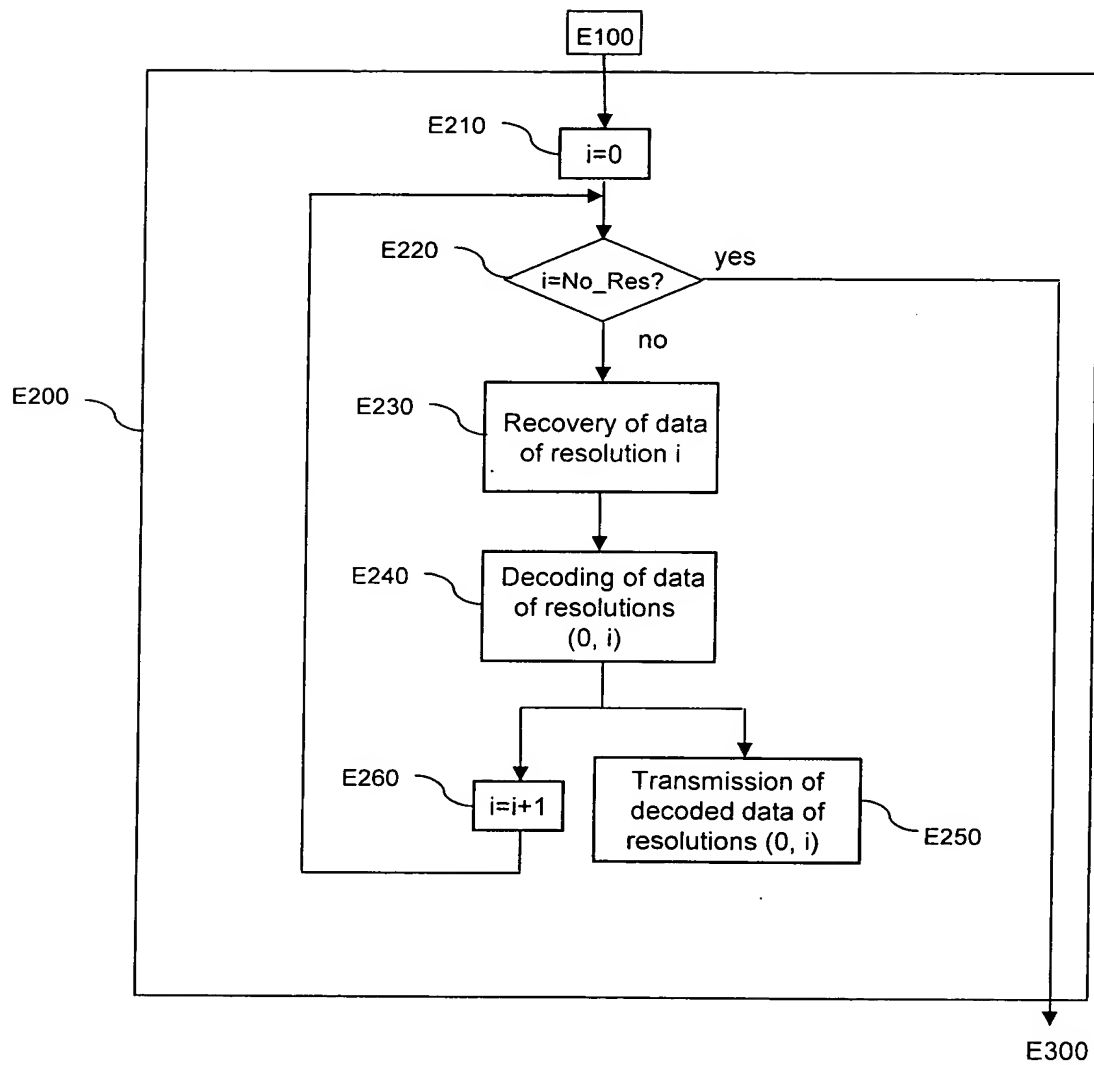 E100
E210
i=0
E220
i=No_Res?
yes
no
E200
E230
Recovery of data
of resolution i
E240
Decoding of data
of resolutions
(0, i)
E260
i=i+1
Transmission of
decoded data of
resolutions (0, i)
E250
E300